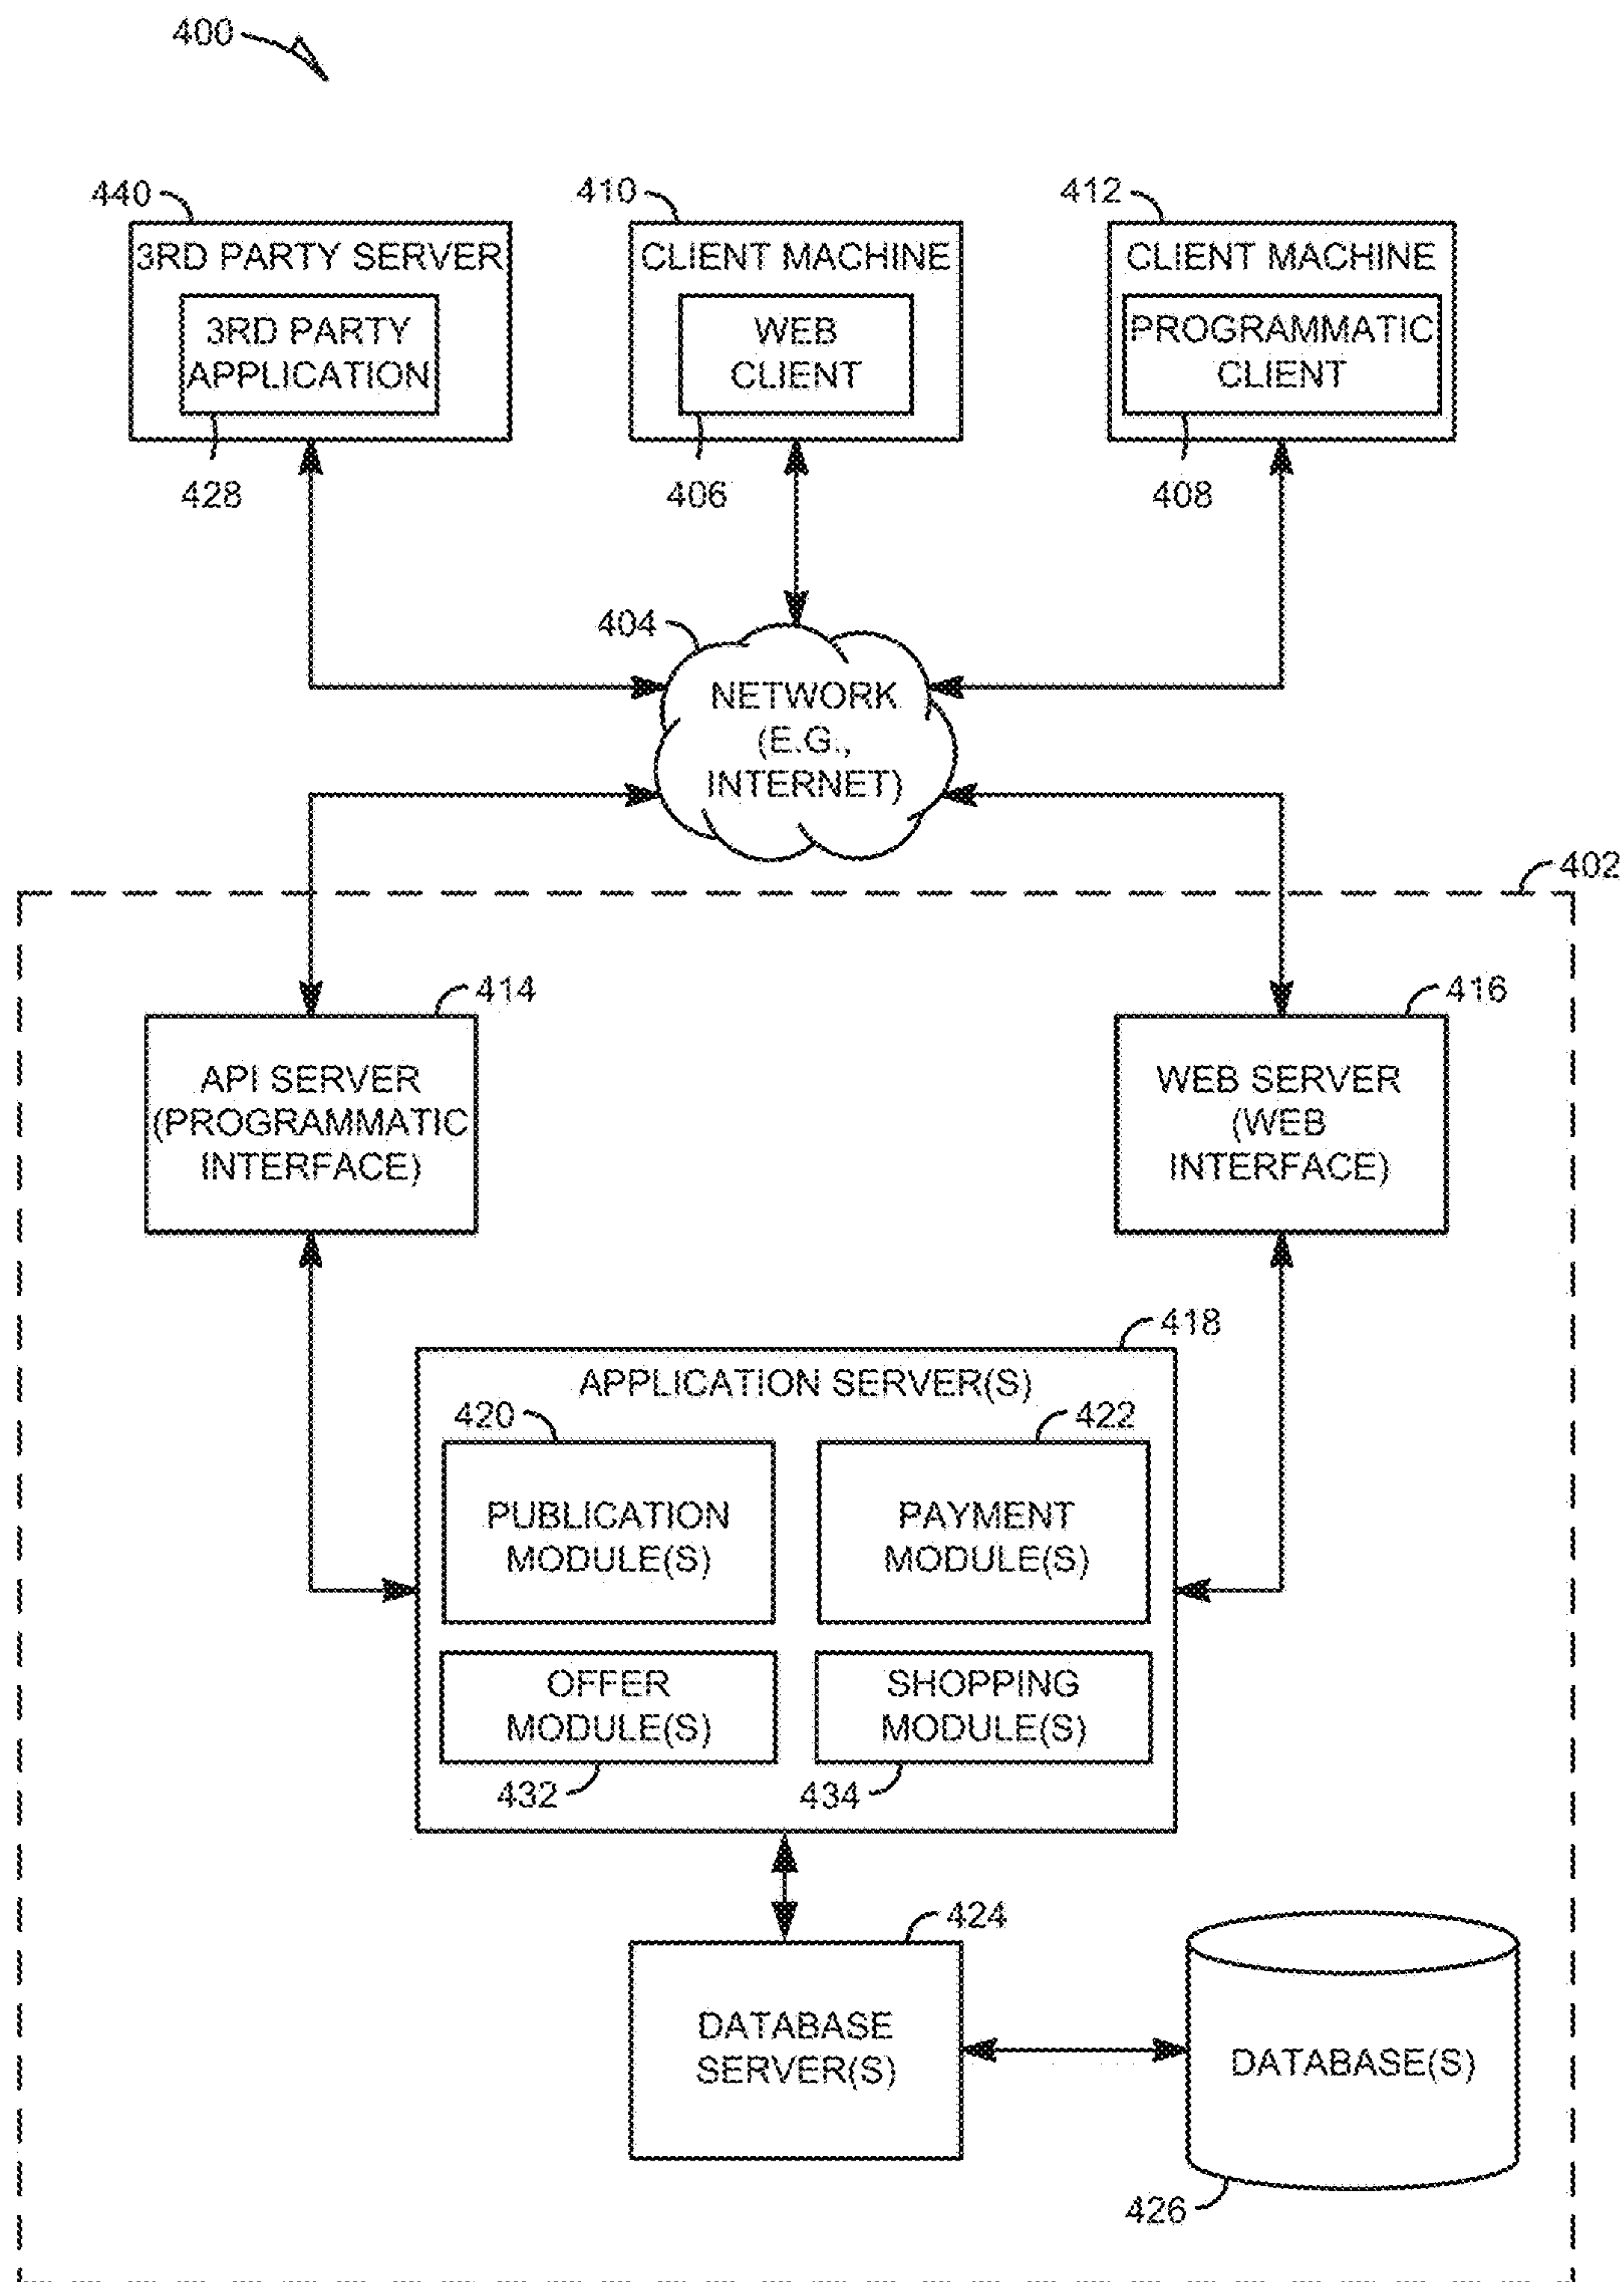 400
440
3RD PARTY SERVER
3RD PARTY
APPLICATION
428
410
CLIENT MACHINE
WEB
CLIENT
406
412
CLIENT MACHINE
PROGRAMMATIC
CLIENT
408
404
NETWORK
(E.G.,
INTERNET)
402
414
API SERVER
(PROGRAMMATIC
INTERFACE)
416
WEB SERVER
(WEB
INTERFACE)
418
APPLICATION SERVER(S)
420
PUBLICATION
MODULE(S)
422
PAYMENT
MODULE(S)
OFFER
MODULE(S)
432
SHOPPING
MODULE(S)
434
424
DATABASE
SERVER(S)
DATABASE(S)
426